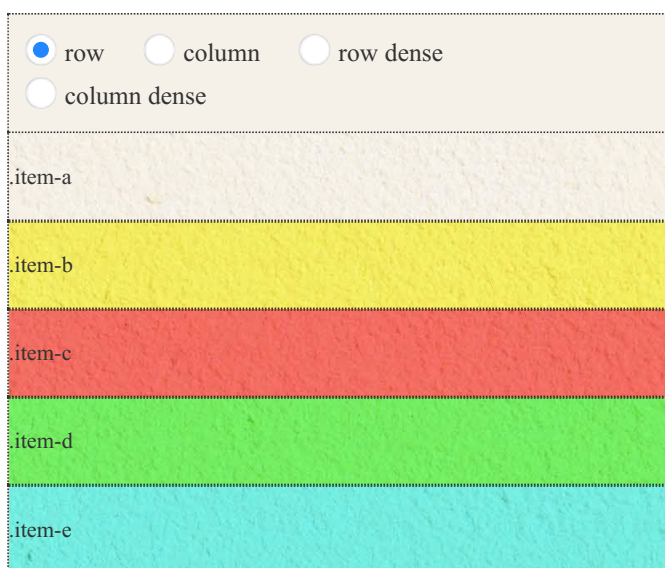 row column row dense
column dense
.item-a
.item-b
.item-c
.item-d
.item-e